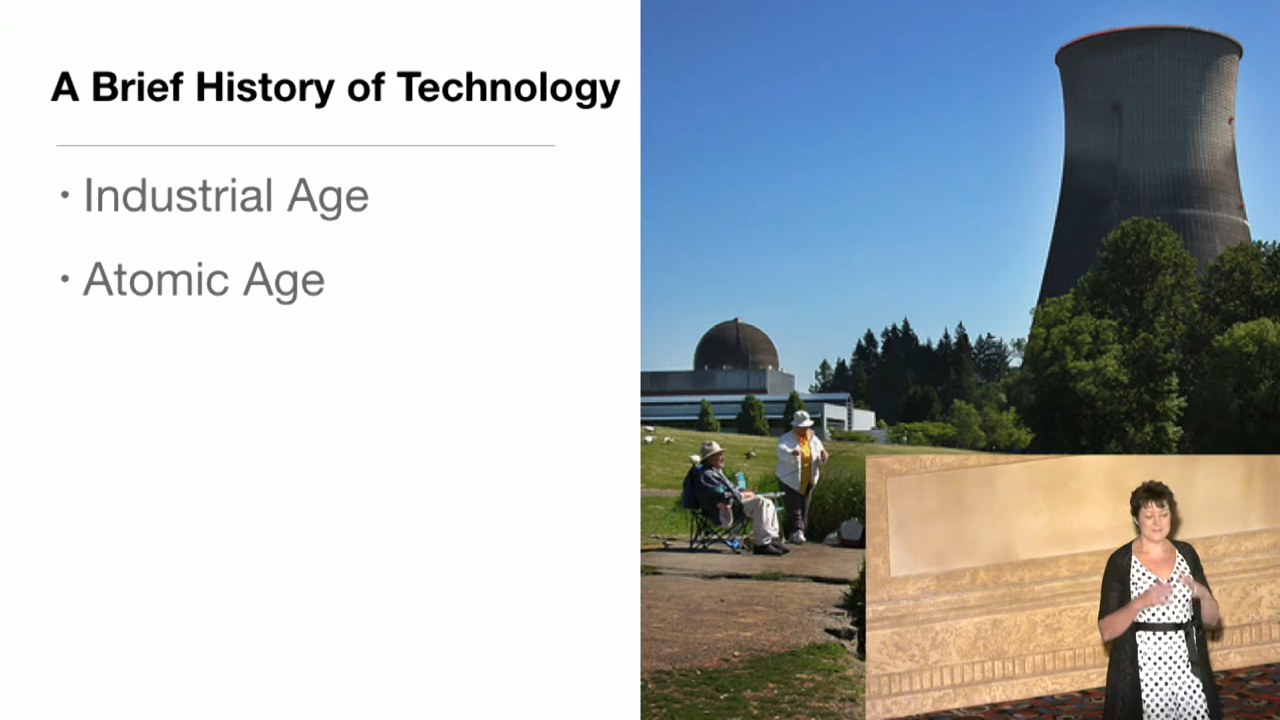 A Brief History of Technology
• Industrial Age
• Atomic Age